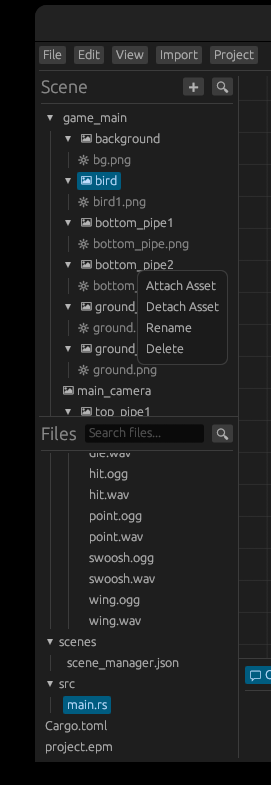 File Edit View Import Project
Scene
game_main
background
bg.png
bird
bird1.png
bottom_pipe1
bottom_pipe.png
bottom_pipe2
bottom_
Attach Asset
ground_
Detach Asset
ground.
Rename
ground_
Delete
ground.png
main_camera
top_pipe1
Files Search files...
die.wav
hit.ogg
hit.wav
point.ogg
point.wav
swoosh.ogg
swoosh.wav
wing.ogg
wing.wav
scenes
scene_manager.json
src
main.rs
Cargo.toml
project.epm